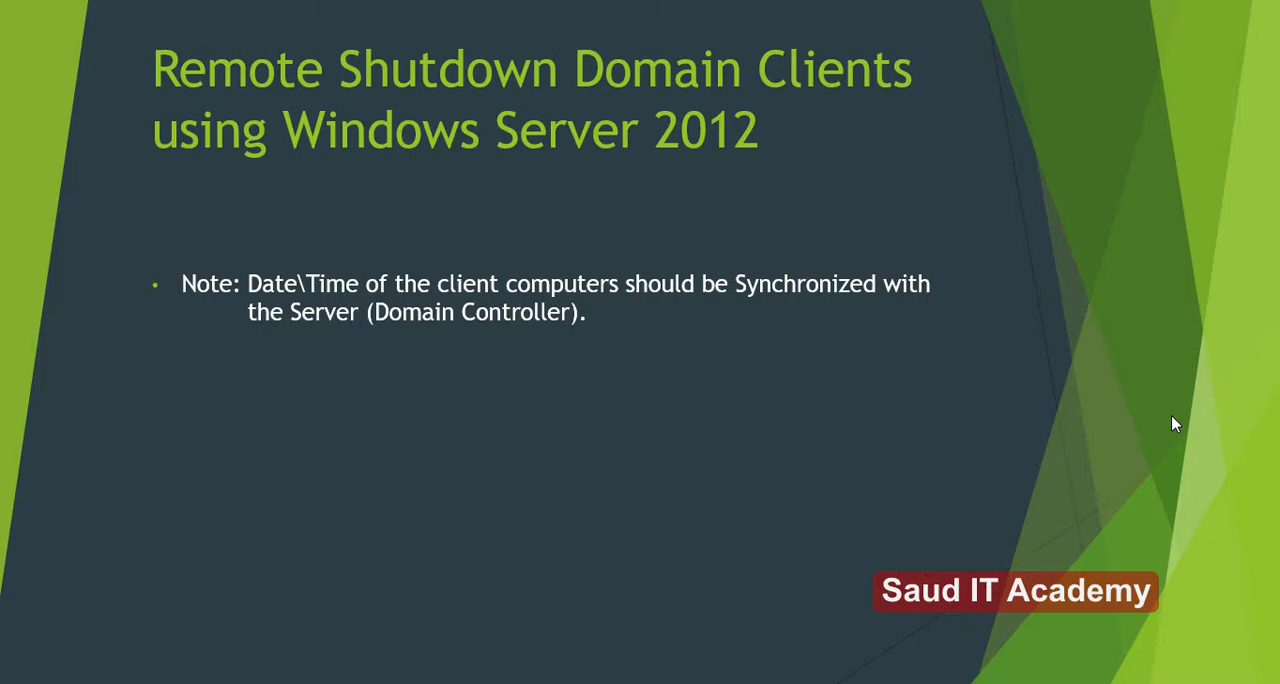 Remote Shutdown Domain Clients
using Windows Server 2012
• Note: Date\Time of the client computers should be Synchronized with
the Server (Domain Controller).
Saud IT Academy